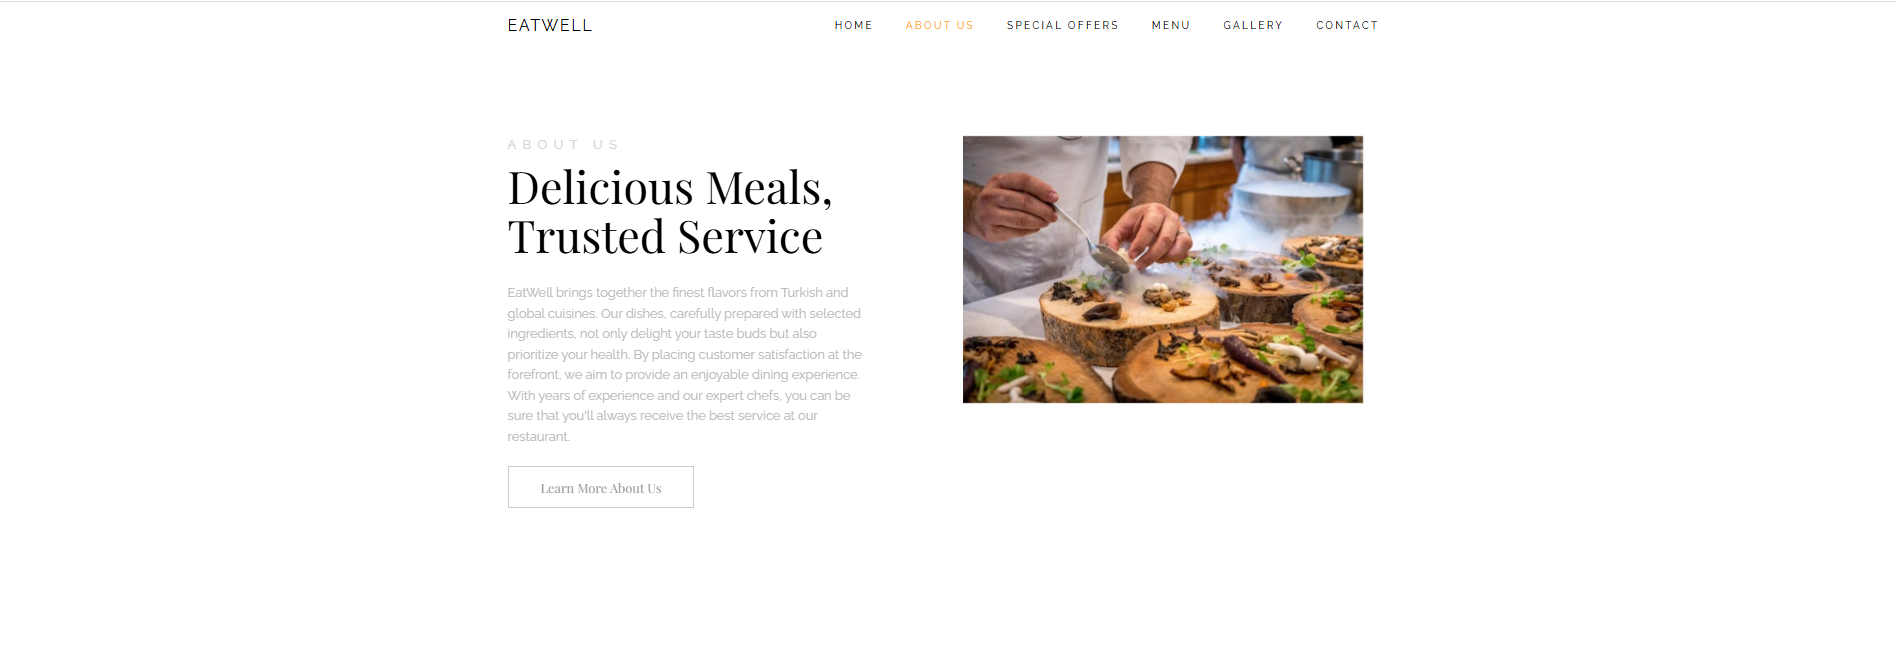 EATWELL
HOME ABOUT US SPECIAL OFFERS MENU GALLERY CONTACT
ABOUT US
Delicious Meals,
Trusted Service
EatWell brings together the finest flavors from Turkish and
global cuisines. Our dishes, carefully prepared with selected
ingredients, not only delight your taste buds but also
prioritize your health. By placing customer satisfaction at the
forefront, we aim to provide an enjoyable dining experience.
With years of experience and our expert chefs, you can be
sure that you'll always receive the best service at our
restaurant.
Learn More About Us